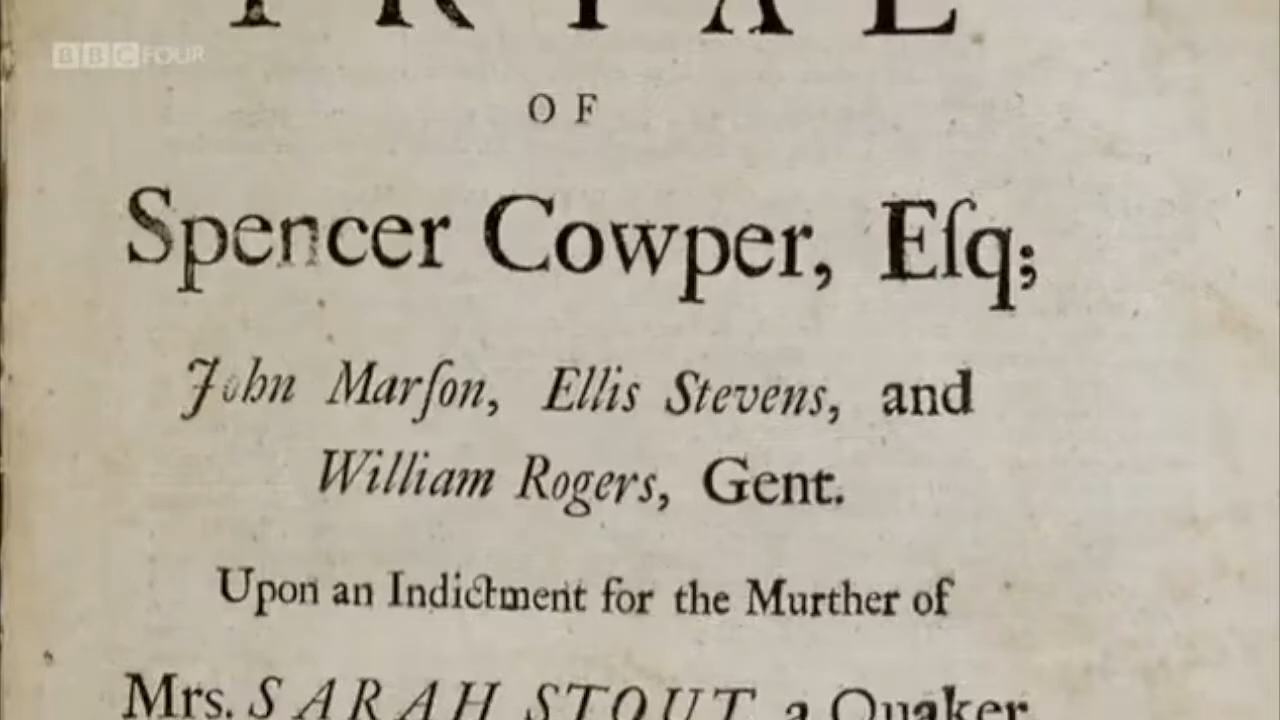 BBC FOUR
TRYAL
OF
Spencer Cowper, Eſq;
John Marſon, Ellis Stevens, and
William Rogers, Gent.
Upon an Indictment for the Murther of
Mrs. SARAH STOUT, a Quaker